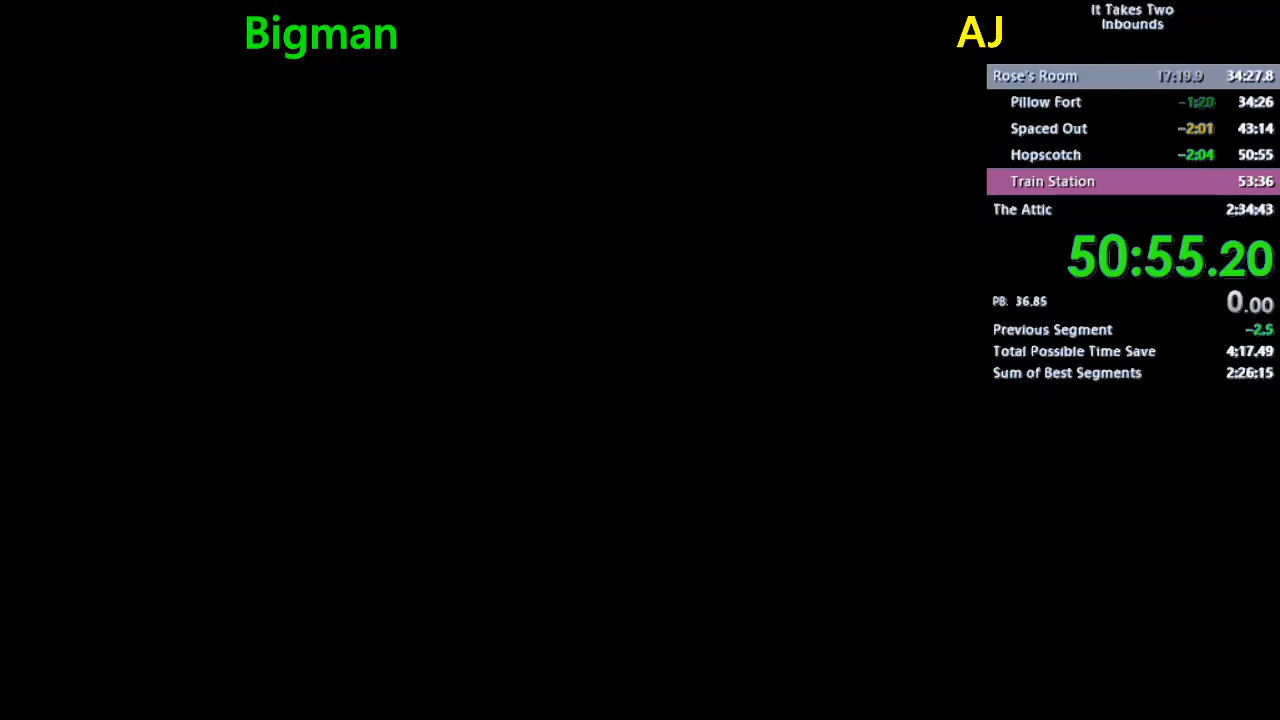 Bigman
AJ
It Takes Two
Inbounds
Rose's Room 17:19.9 34:27.8
Pillow Fort -1:20 34:26
Spaced Out -2:01 43:14
Hopscotch -2:04 50:55
Train Station 53:36
The Attic 2:34:43
50:55.20
PB: 36.85 0.00
Previous Segment -2.5
Total Possible Time Save 4:17.49
Sum of Best Segments 2:26:15